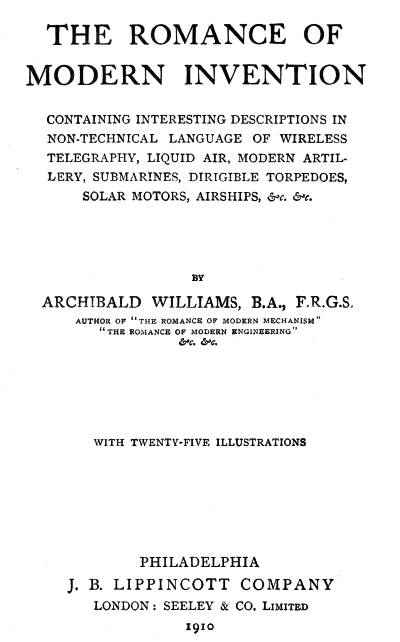 THE ROMANCE OF
MODERN INVENTION
CONTAINING INTERESTING DESCRIPTIONS IN
NON-TECHNICAL LANGUAGE OF WIRELESS
TELEGRAPHY, LIQUID AIR, MODERN ARTIL-
LERY, SUBMARINES, DIRIGIBLE TORPEDOES,
SOLAR MOTORS, AIRSHIPS, &c. &c.
BY
ARCHIBALD WILLIAMS, B.A., F.R.G.S.
AUTHOR OF "THE ROMANCE OF MODERN MECHANISM"
"THE ROMANCE OF MODERN ENGINEERING"
&c. &c.
WITH TWENTY-FIVE ILLUSTRATIONS
PHILADELPHIA
J. B. LIPPINCOTT COMPANY
LONDON: SEELEY & CO. LIMITED
1910